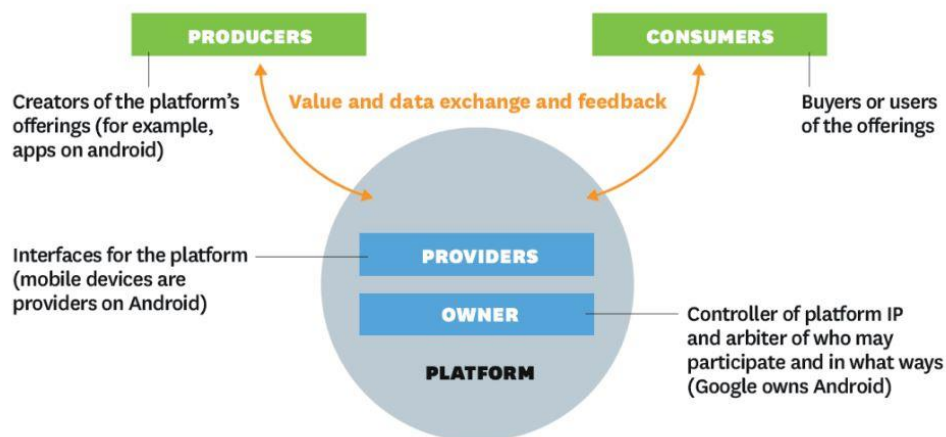 PRODUCERS
CONSUMERS
Creators of the platform's
offerings (for example,
apps on android)
Value and data exchange and feedback
Buyers or users
of the offerings
Interfaces for the platform
(mobile devices are
providers on Android)
PROVIDERS
OWNER
PLATFORM
Controller of platform IP
and arbiter of who may
participate and in what ways
(Google owns Android)